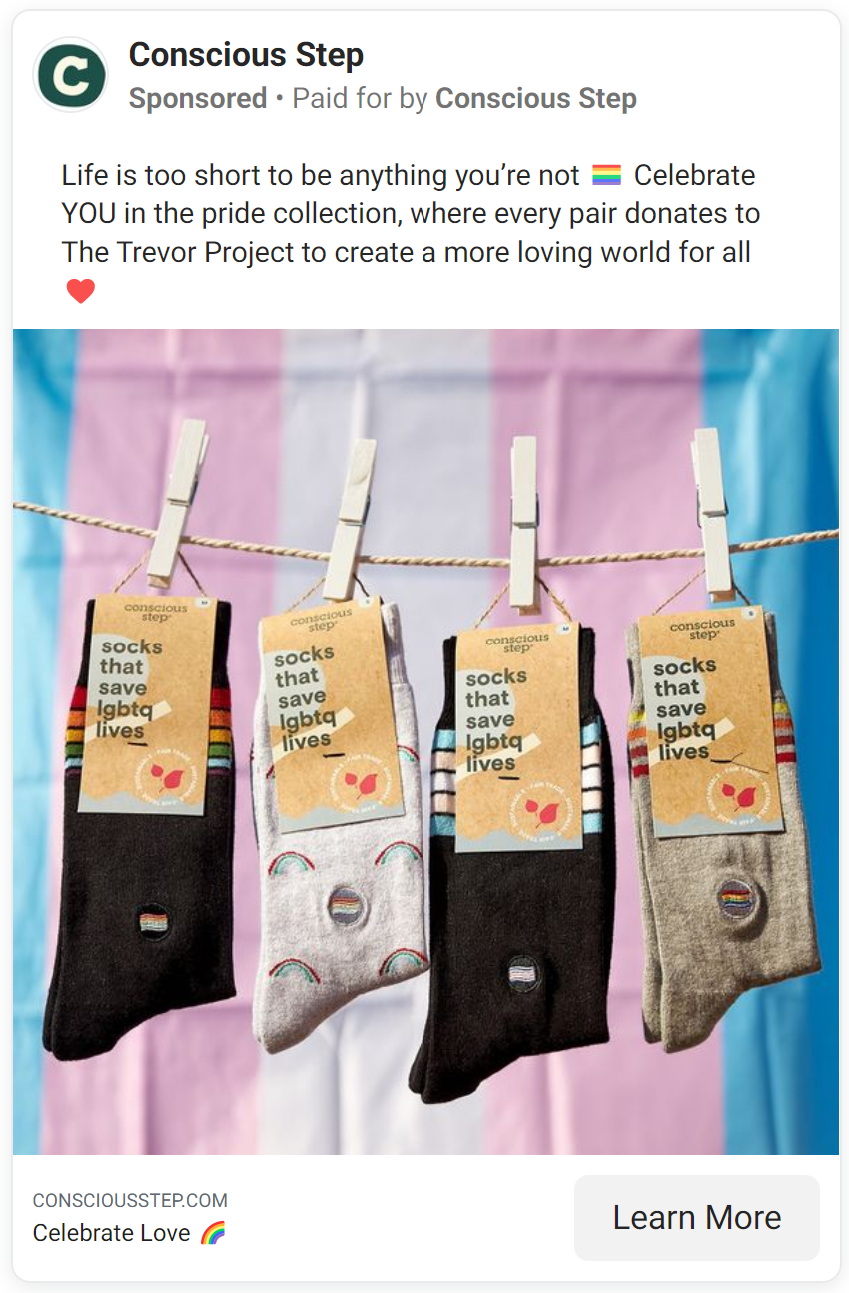 C
Conscious Step
Sponsored • Paid for by Conscious Step
Life is too short to be anything you’re not 🏳️‍🌈 Celebrate
YOU in the pride collection, where every pair donates to
The Trevor Project to create a more loving world for all
❤️
conscious
step
M
socks
that
save
lgbtq
lives
conscious
step
S
socks
that
save
lgbtq
lives
conscious
step
M
socks
that
save
lgbtq
lives
conscious
step
S
socks
that
save
lgbtq
lives
CONSCIOUSSTEP.COM
Celebrate Love 🌈
Learn More